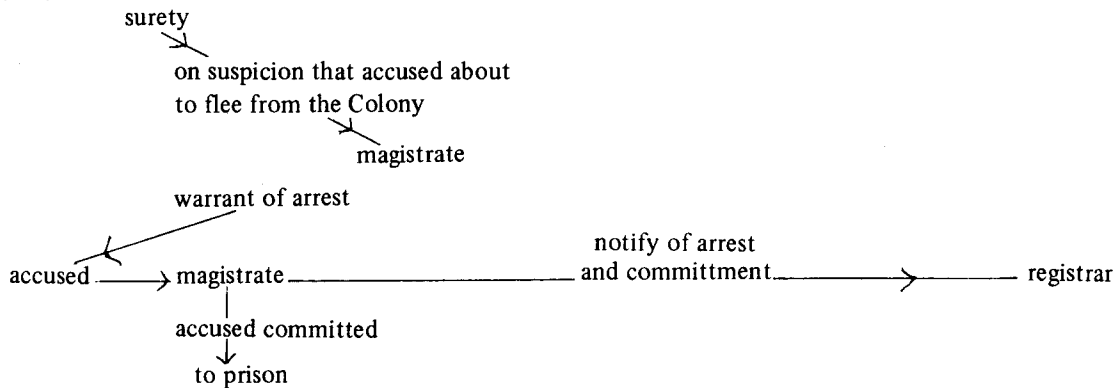 surety
on suspicion that accused about
to flee from the Colony
magistrate
warrant of arrest
notify of arrest
and committment
accused
magistrate
registrar
accused committed
to prison